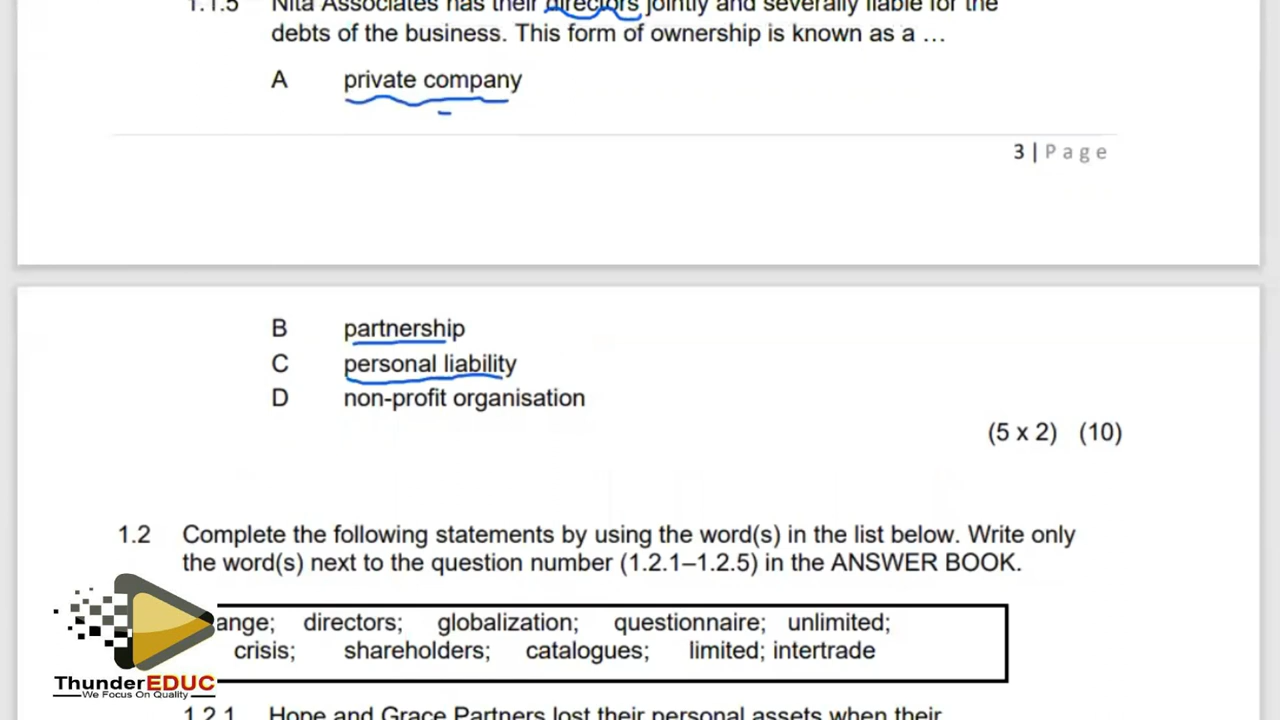 1.1.5 Nita Associates has their directors jointly and severally liable for the
debts of the business. This form of ownership is known as a …
A private company
3 | Page
B partnership
C personal liability
D non-profit organisation
(5 x 2) (10)
1.2 Complete the following statements by using the word(s) in the list below. Write only
the word(s) next to the question number (1.2.1–1.2.5) in the ANSWER BOOK.
directors; globalization; questionnaire; unlimited;
crisis; shareholders; catalogues; limited; intertrade
ThunderEDUC
We Focus On Quality
1.2.1 Hope and Grace Partners lost their personal assets when their